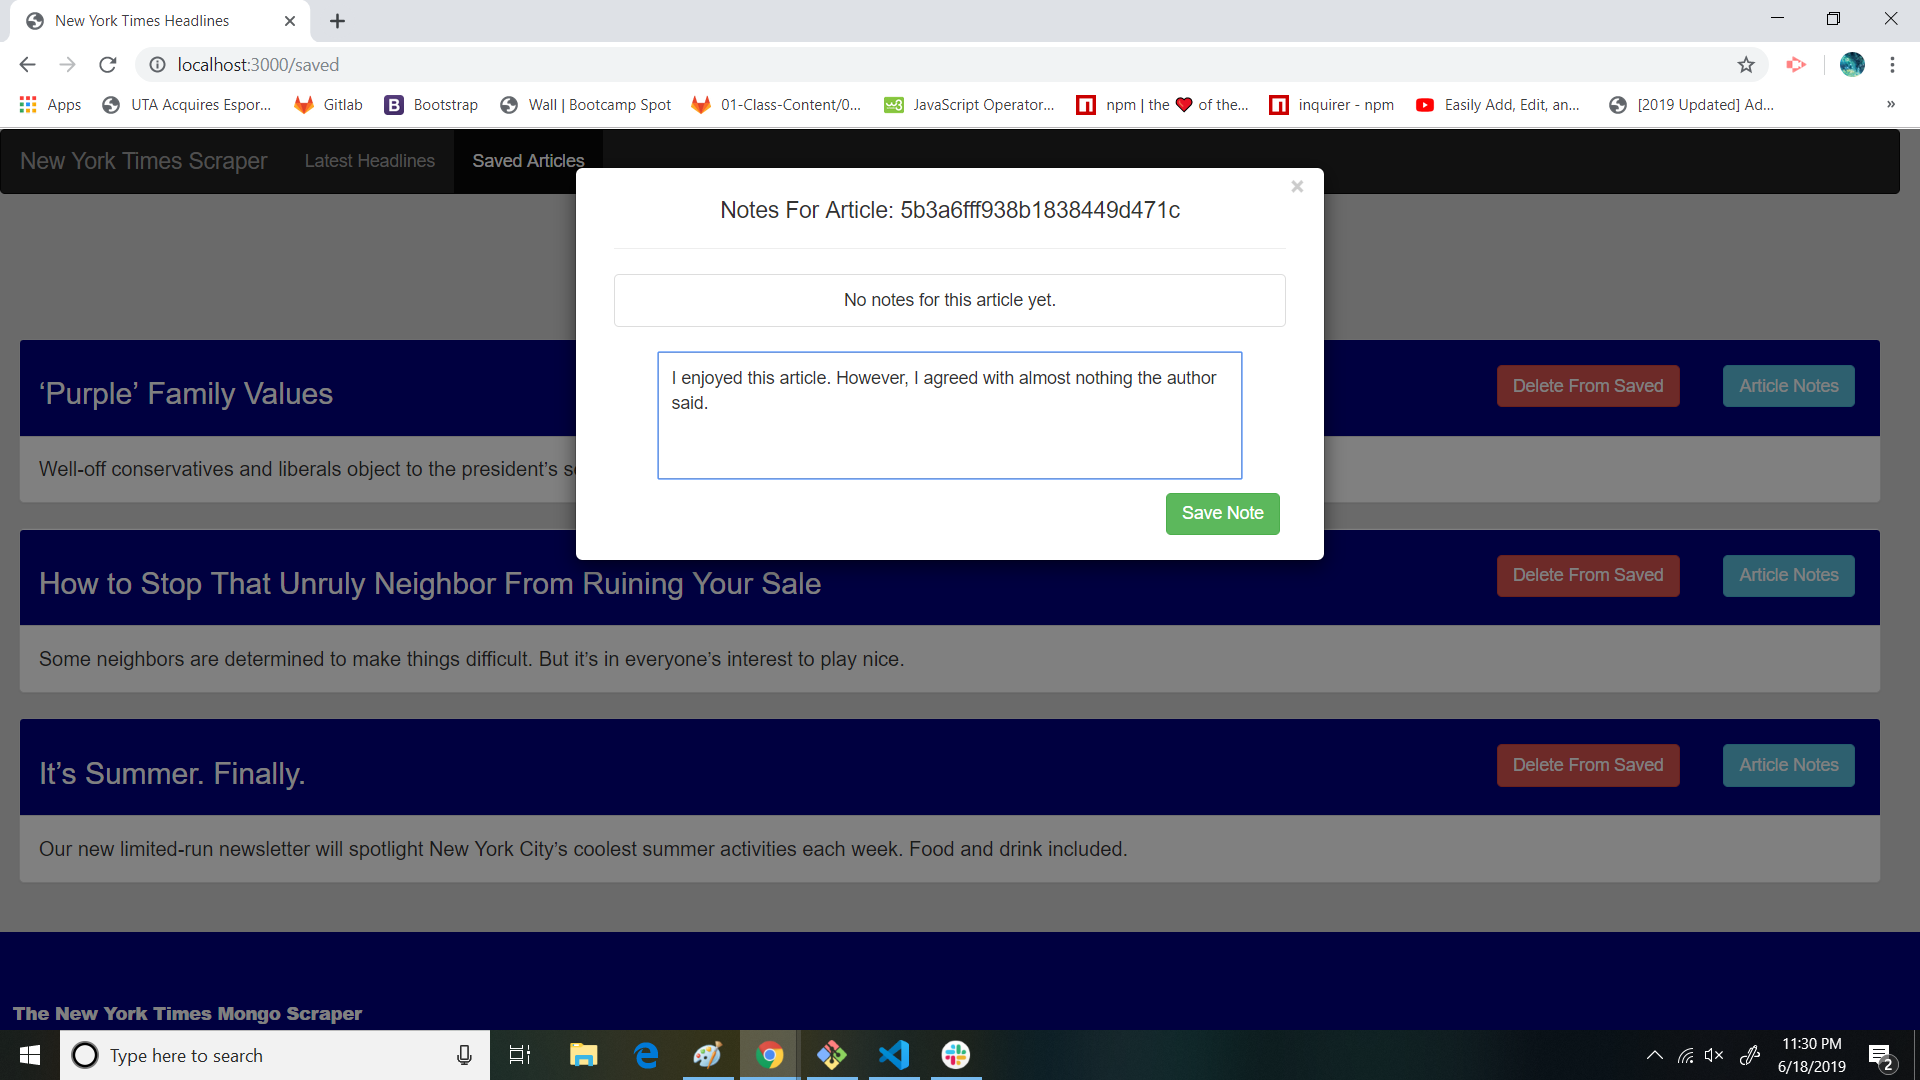 New York Times Headlines
localhost:3000/saved
Apps
UTA Acquires Espor...
Gitlab
Bootstrap
Wall | Bootcamp Spot
01-Class-Content/0...
JavaScript Operator...
npm | the ❤ of the...
inquirer - npm
Easily Add, Edit, an...
[2019 Updated] Ad...
»
New York Times Scraper
Latest Headlines
Saved Articles
×
Notes For Article: 5b3a6fff938b1838449d471c
No notes for this article yet.
I enjoyed this article. However, I agreed with almost nothing the author
said.
Save Note
‘Purple’ Family Values
Delete From Saved
Article Notes
Well-off conservatives and liberals object to the president’s
How to Stop That Unruly Neighbor From Ruining Your Sale
Delete From Saved
Article Notes
Some neighbors are determined to make things difficult. But it’s in everyone’s interest to play nice.
It’s Summer. Finally.
Delete From Saved
Article Notes
Our new limited-run newsletter will spotlight New York City’s coolest summer activities each week. Food and drink included.
The New York Times Mongo Scraper
Type here to search
11:30 PM
6/18/2019
2